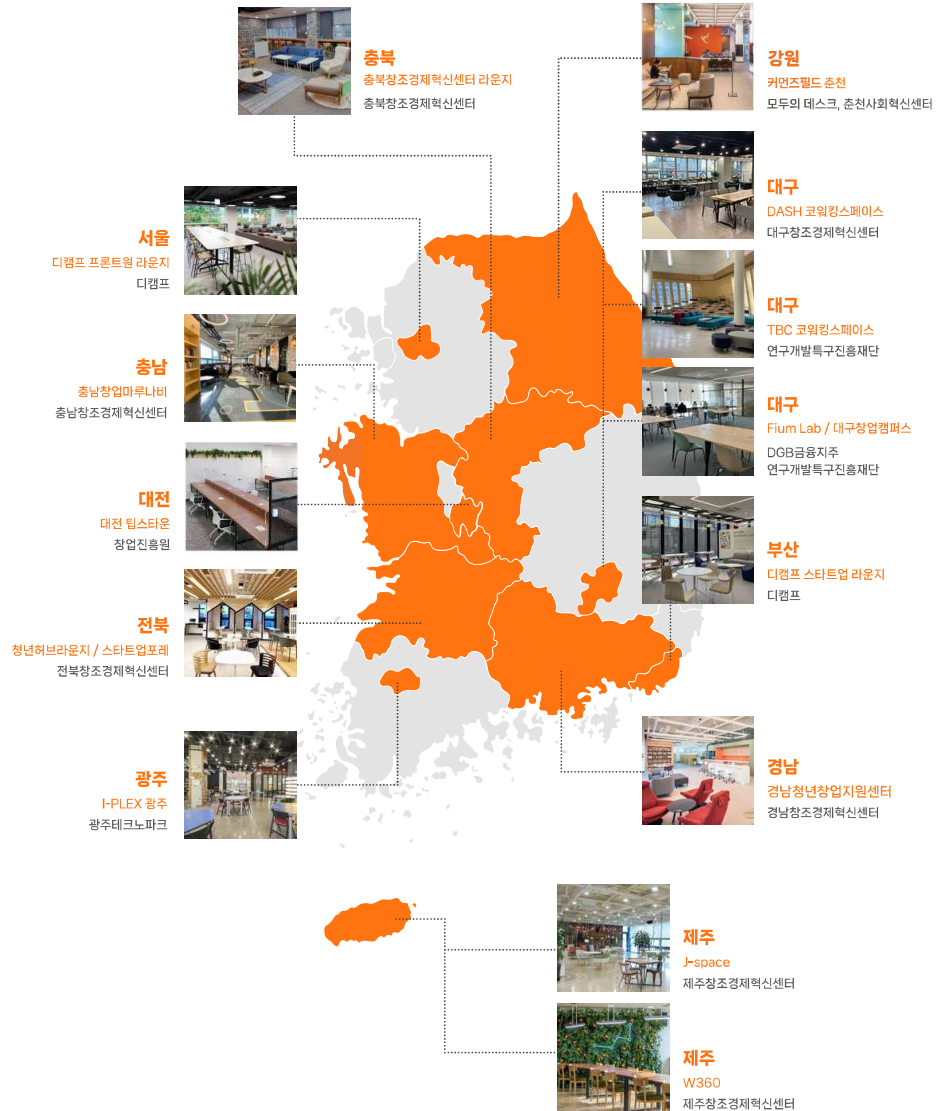 충북
충북창조경제혁신센터 라운지
충북창조경제혁신센터
강원
커먼즈필드 춘천
모두의 데스크, 춘천사회혁신센터
서울
디캠프 프론트원 라운지
디캠프
대구
DASH 코워킹스페이스
대구창조경제혁신센터
대구
TBC 코워킹스페이스
연구개발특구진흥재단
충남
충남창업마루나비
충남창조경제혁신센터
대구
Fium Lab / 대구창업캠퍼스
DGB금융지주
연구개발특구진흥재단
대전
대전 팁스타운
창업진흥원
부산
디캠프 스타트업 라운지
디캠프
전북
청년허브라운지 / 스타트업포레
전북창조경제혁신센터
광주
I-PLEX 광주
광주테크노파크
경남
경남청년창업지원센터
경남창조경제혁신센터
제주
J-space
제주창조경제혁신센터
제주
W360
제주창조경제혁신센터